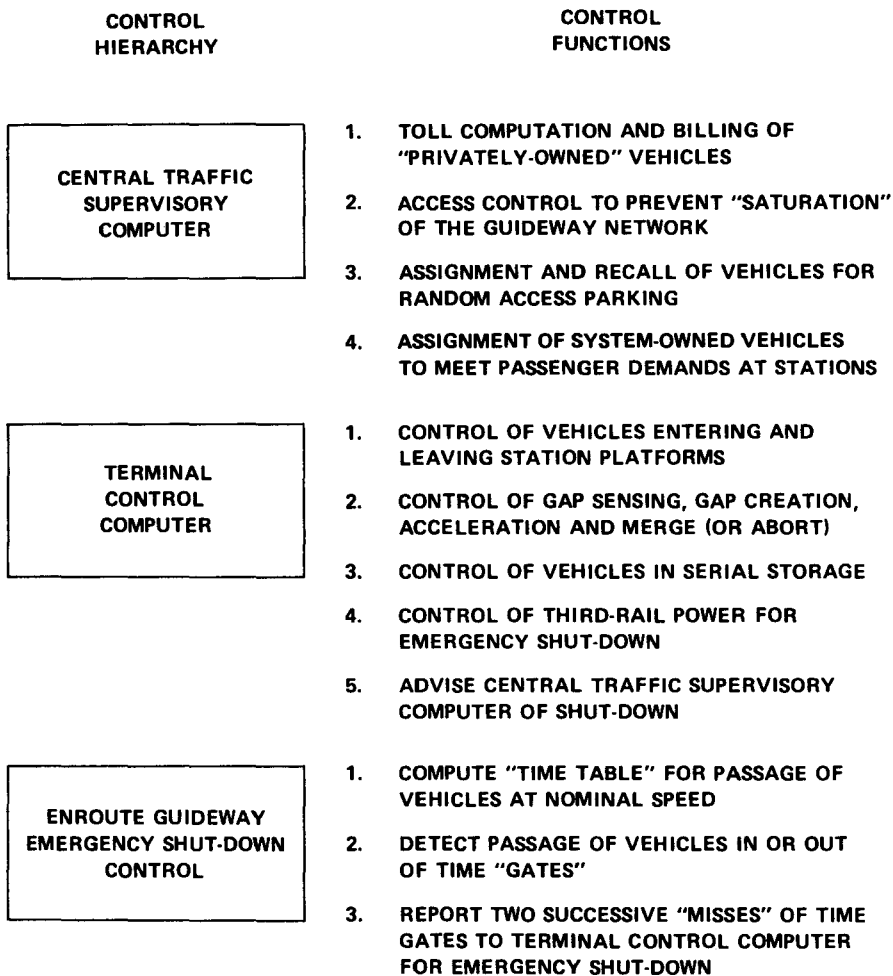 CONTROL
HIERARCHY
CONTROL
FUNCTIONS
CENTRAL TRAFFIC
SUPERVISORY
COMPUTER
1. TOLL COMPUTATION AND BILLING OF
"PRIVATELY-OWNED" VEHICLES
2. ACCESS CONTROL TO PREVENT "SATURATION"
OF THE GUIDEWAY NETWORK
3. ASSIGNMENT AND RECALL OF VEHICLES FOR
RANDOM ACCESS PARKING
4. ASSIGNMENT OF SYSTEM-OWNED VEHICLES
TO MEET PASSENGER DEMANDS AT STATIONS
TERMINAL
CONTROL
COMPUTER
1. CONTROL OF VEHICLES ENTERING AND
LEAVING STATION PLATFORMS
2. CONTROL OF GAP SENSING, GAP CREATION,
ACCELERATION AND MERGE (OR ABORT)
3. CONTROL OF VEHICLES IN SERIAL STORAGE
4. CONTROL OF THIRD-RAIL POWER FOR
EMERGENCY SHUT-DOWN
5. ADVISE CENTRAL TRAFFIC SUPERVISORY
COMPUTER OF SHUT-DOWN
ENROUTE GUIDEWAY
EMERGENCY SHUT-DOWN
CONTROL
1. COMPUTE "TIME TABLE" FOR PASSAGE OF
VEHICLES AT NOMINAL SPEED
2. DETECT PASSAGE OF VEHICLES IN OR OUT
OF TIME "GATES"
3. REPORT TWO SUCCESSIVE "MISSES" OF TIME
GATES TO TERMINAL CONTROL COMPUTER
FOR EMERGENCY SHUT-DOWN